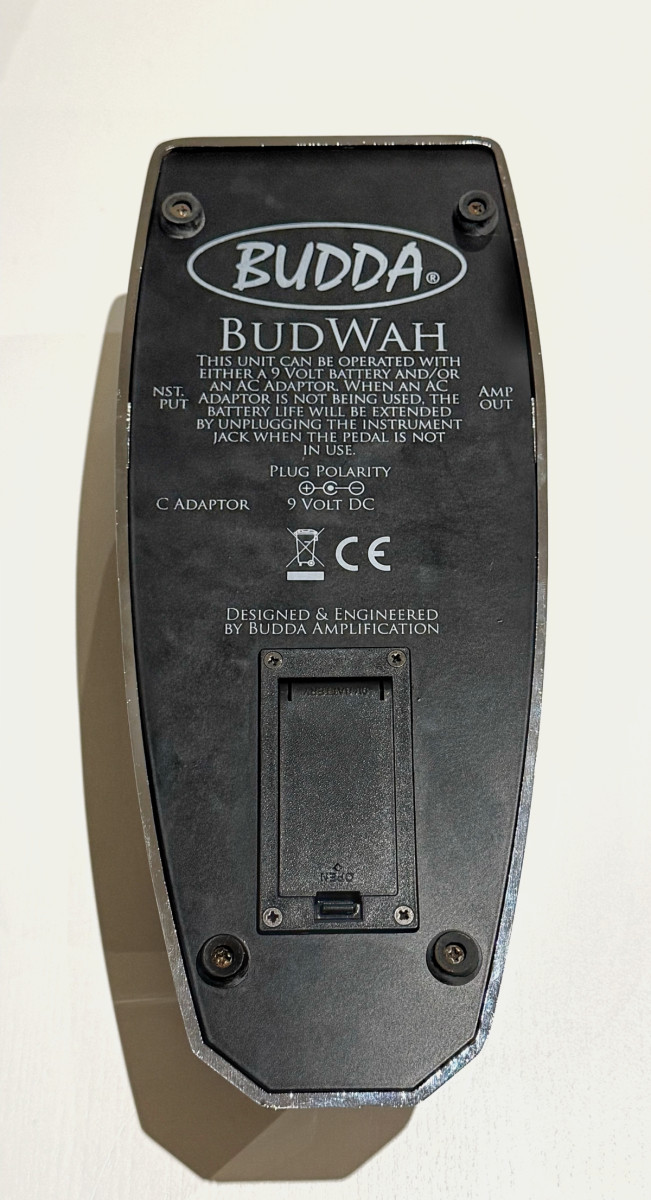 BUDDA®
BUDWAH
THIS UNIT CAN BE OPERATED WITH
EITHER A 9 VOLT BATTERY AND/OR
AN AC ADAPTOR. WHEN AN AC
ADAPTOR IS NOT BEING USED, THE
BATTERY LIFE WILL BE EXTENDED
BY UNPLUGGING THE INSTRUMENT
JACK WHEN THE PEDAL IS NOT
IN USE.
NST.
PUT
AMP
OUT
PLUG POLARITY
C ADAPTOR
9 VOLT DC
CE
DESIGNED & ENGINEERED
BY BUDDA AMPLIFICATION
BATTERY
OPEN